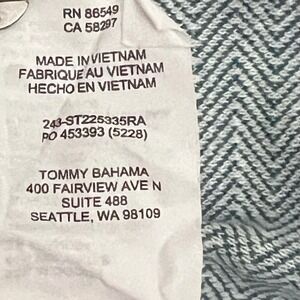 RN 86549
CA 58297
MADE IN VIETNAM
FABRIQUE AU VIETNAM
HECHO EN VIETNAM
243-ST225335RA
PO 453393 (5228)
TOMMY BAHAMA
400 FAIRVIEW AVE N
SUITE 488
SEATTLE, WA 98109